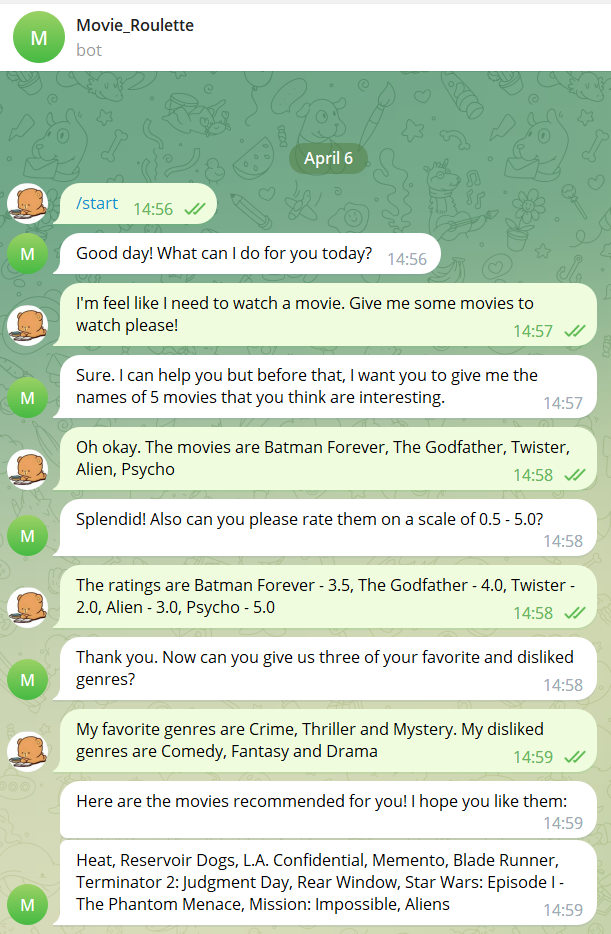 M
Movie_Roulette
bot
April 6
/start 14:56
M
Good day! What can I do for you today? 14:56
I'm feel like I need to watch a movie. Give me some movies to
watch please! 14:57
Sure. I can help you but before that, I want you to give me the
M
names of 5 movies that you think are interesting. 14:57
Oh okay. The movies are Batman Forever, The Godfather, Twister,
Alien, Psycho 14:58
Splendid! Also can you please rate them on a scale of 0.5 - 5.0?
M
14:58
The ratings are Batman Forever - 3.5, The Godfather - 4.0, Twister -
2.0, Alien - 3.0, Psycho - 5.0 14:58
Thank you. Now can you give us three of your favorite and disliked
M
genres? 14:58
My favorite genres are Crime, Thriller and Mystery. My disliked
genres are Comedy, Fantasy and Drama 14:59
Here are the movies recommended for you! I hope you like them:
14:59
Heat, Reservoir Dogs, L.A. Confidential, Memento, Blade Runner,
Terminator 2: Judgment Day, Rear Window, Star Wars: Episode I -
M
The Phantom Menace, Mission: Impossible, Aliens 14:59